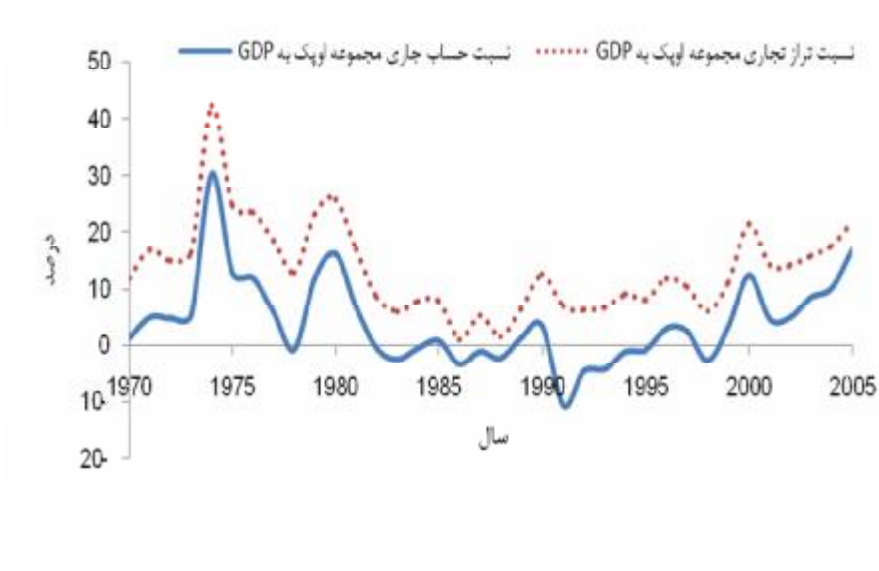 نسبت تراز تجاری مجموعه اوپک به GDP
نسبت حساب جاری مجموعه اوپک به GDP
50
40
30
20
10
0
10-
20-
درصد
1970 1975 1980 1985 1990 1995 2000 2005
سال